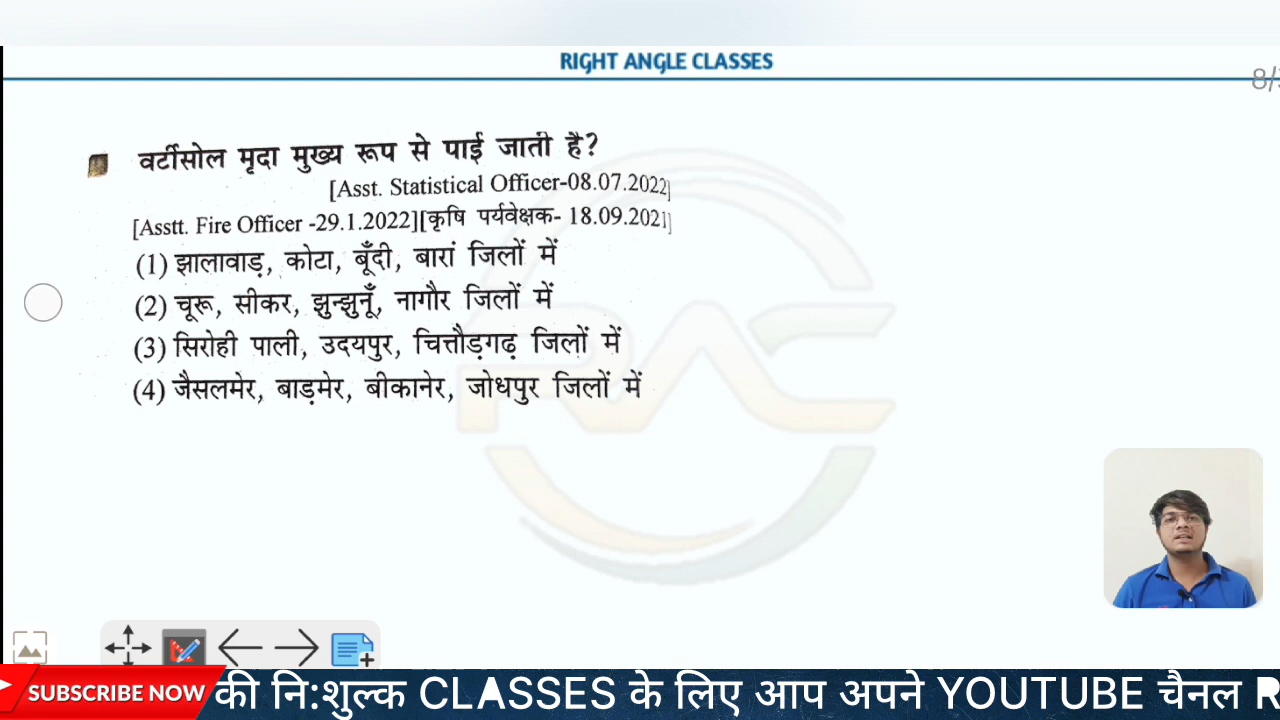 RIGHT ANGLE CLASSES
8/
वर्टीसोल मृदा मुख्य रूप से पाई जाती है?
[Asst. Statistical Officer-08.07.2022]
[Asstt. Fire Officer -29.1.2022][कृषि पर्यवेक्षक- 18.09.2021]
(1) झालावाड़, कोटा, बूँदी, बारां जिलों में
(2) चूरू, सीकर, झुन्झुनूँ, नागौर जिलों में
(3) सिरोही पाली, उदयपुर, चित्तौड़गढ़ जिलों में
(4) जैसलमेर, बाड़मेर, बीकानेर, जोधपुर जिलों में
SUBSCRIBE NOW की नि:शुल्क CLASSES के लिए आप अपने YOUTUBE चैनल R